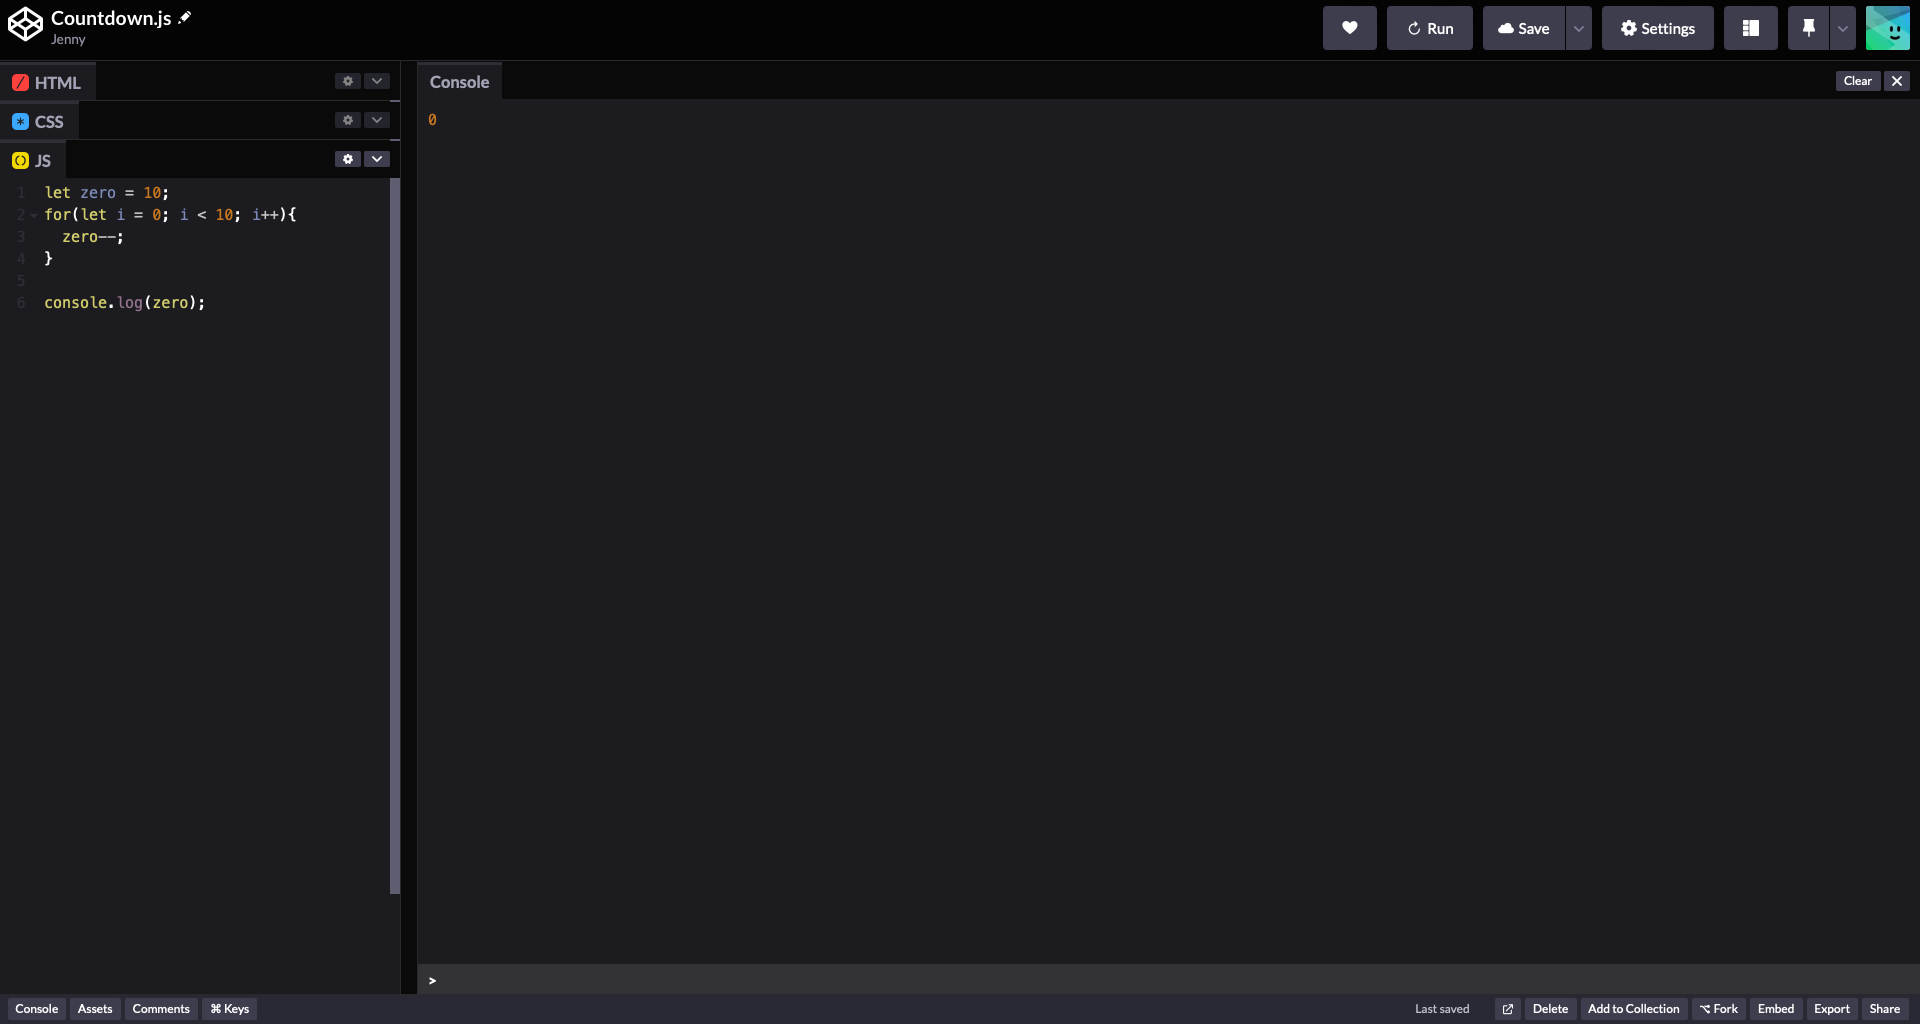 Countdown.js
Jenny
Run
Save
Settings
HTML
CSS
JS
1 let zero = 10;
2 for(let i = 0; i < 10; i++){
3 zero--;
4 }
5
6 console.log(zero);
Console
Clear
0
>
Console Assets Comments ⌘ Keys
Last saved Delete Add to Collection Fork Embed Export Share